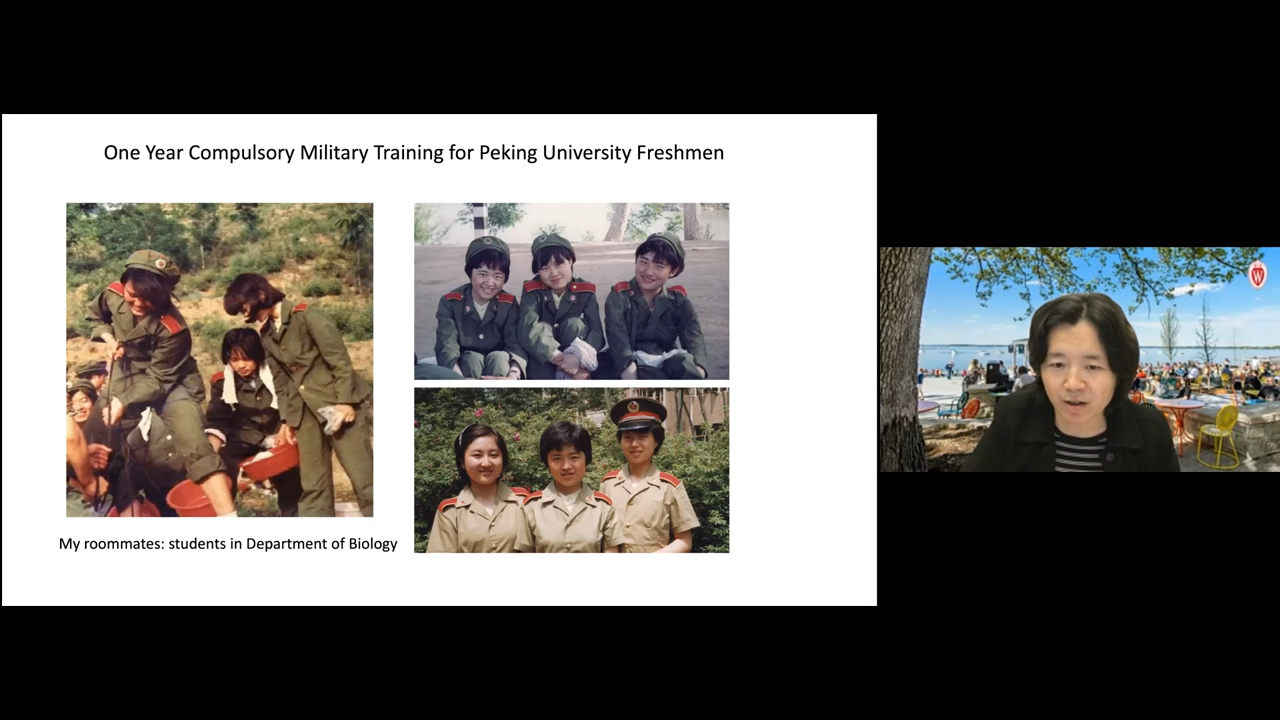 One Year Compulsory Military Training for Peking University Freshmen
My roommates: students in Department of Biology
W